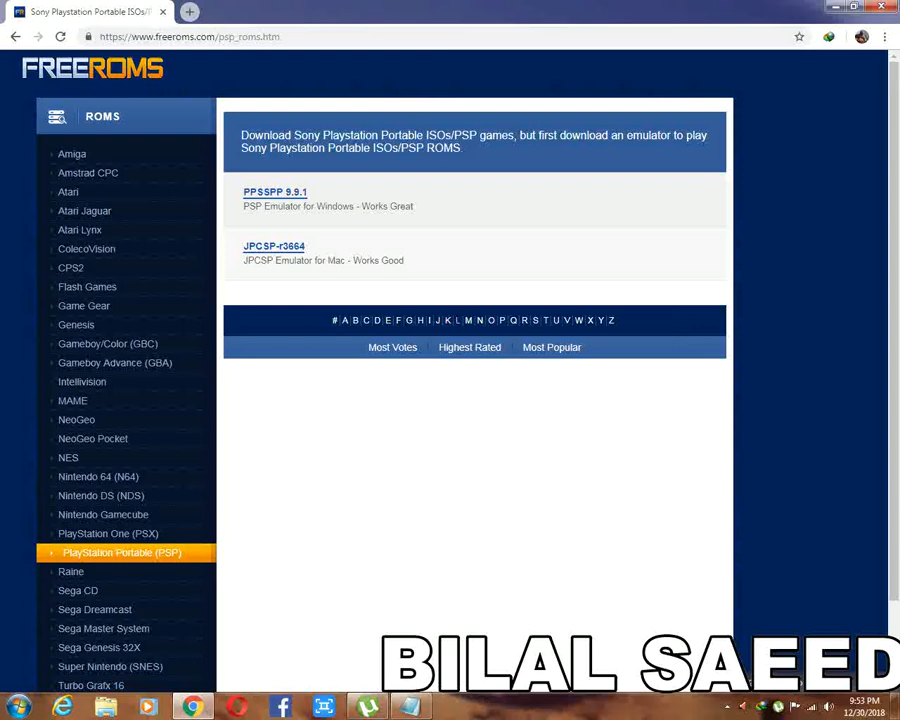 Sony Playstation Portable ISOs/P
https://www.freeroms.com/psp_roms.htm
FREEROMS
ROMS
Amiga
Amstrad CPC
Atari
Atari Jaguar
Atari Lynx
ColecoVision
CPS2
Flash Games
Game Gear
Genesis
Gameboy/Color (GBC)
Gameboy Advance (GBA)
Intellivision
MAME
NeoGeo
NeoGeo Pocket
NES
Nintendo 64 (N64)
Nintendo DS (NDS)
Nintendo Gamecube
PlayStation One (PSX)
PlayStation Portable (PSP)
Raine
Sega CD
Sega Dreamcast
Sega Master System
Sega Genesis 32X
Super Nintendo (SNES)
Turbo Grafx 16
Download Sony Playstation Portable ISOs/PSP games, but first download an emulator to play
Sony Playstation Portable ISOs/PSP ROMS.
PPSSPP 9.9.1
PSP Emulator for Windows - Works Great
JPCSP-r3664
JPCSP Emulator for Mac - Works Good
# A B C D E F G H I J K L M N O P Q R S T U V W X Y Z
Most Votes Highest Rated Most Popular
BILAL SAEED
9:53 PM
12/30/2018